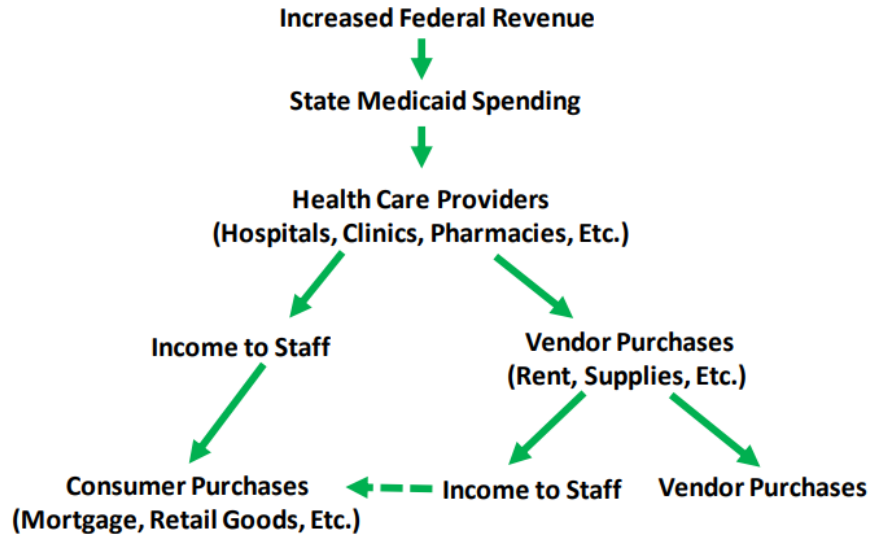 Increased Federal Revenue
State Medicaid Spending
Health Care Providers
(Hospitals, Clinics, Pharmacies, Etc.)
Income to Staff
Vendor Purchases
(Rent, Supplies, Etc.)
Consumer Purchases
(Mortgage, Retail Goods, Etc.)
Income to Staff
Vendor Purchases